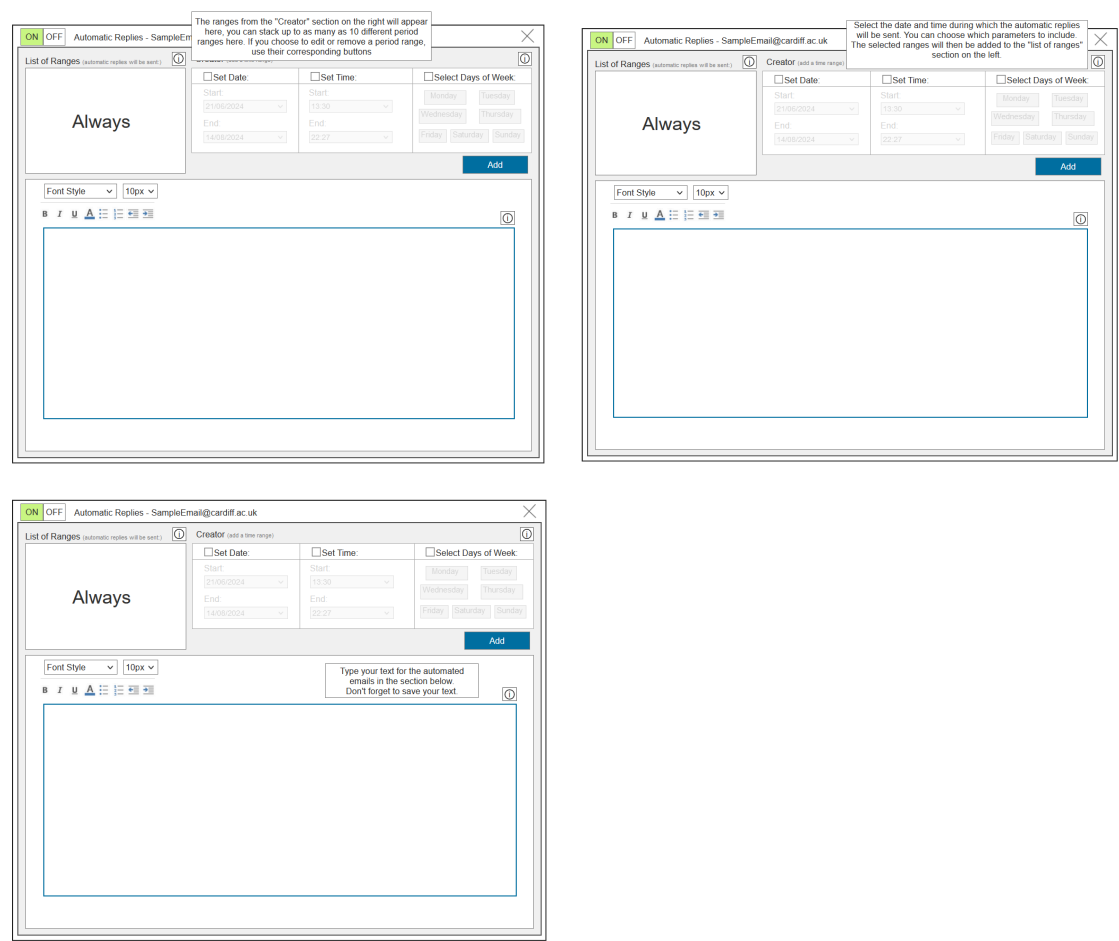 The ranges from the "Creator" section on the right will appear
here, you can stack up to as many as 10 different period
ranges here. If you choose to edit or remove a period range,
use their corresponding buttons
ON OFF Automatic Replies - SampleEm
List of Ranges (automatic replies will be sent:)
Set Date: Set Time: Select Days of Week:
Start: Start: Monday Tuesday
21/06/2024 13:30 Wednesday Thursday
End: End: Friday Saturday Sunday
14/08/2024 22:27
Always
Add
Font Style 10px
B I U A
Select the date and time during which the automatic replies
will be sent. You can choose which parameters to include.
The selected ranges will then be added to the "list of ranges"
section on the left.
ON OFF Automatic Replies - SampleEmail@cardiff.ac.uk
List of Ranges (automatic replies will be sent:) Creator (add a time range)
Set Date: Set Time: Select Days of Week:
Start: Start: Monday Tuesday
21/06/2024 13:30 Wednesday Thursday
End: End: Friday Saturday Sunday
14/08/2024 22:27
Always
Add
Font Style 10px
B I U A
ON OFF Automatic Replies - SampleEmail@cardiff.ac.uk
List of Ranges (automatic replies will be sent:) Creator (add a time range)
Set Date: Set Time: Select Days of Week:
Start: Start: Monday Tuesday
21/06/2024 13:30 Wednesday Thursday
End: End: Friday Saturday Sunday
14/08/2024 22:27
Always
Add
Font Style 10px
Type your text for the automated
emails in the section below.
Don't forget to save your text.
B I U A